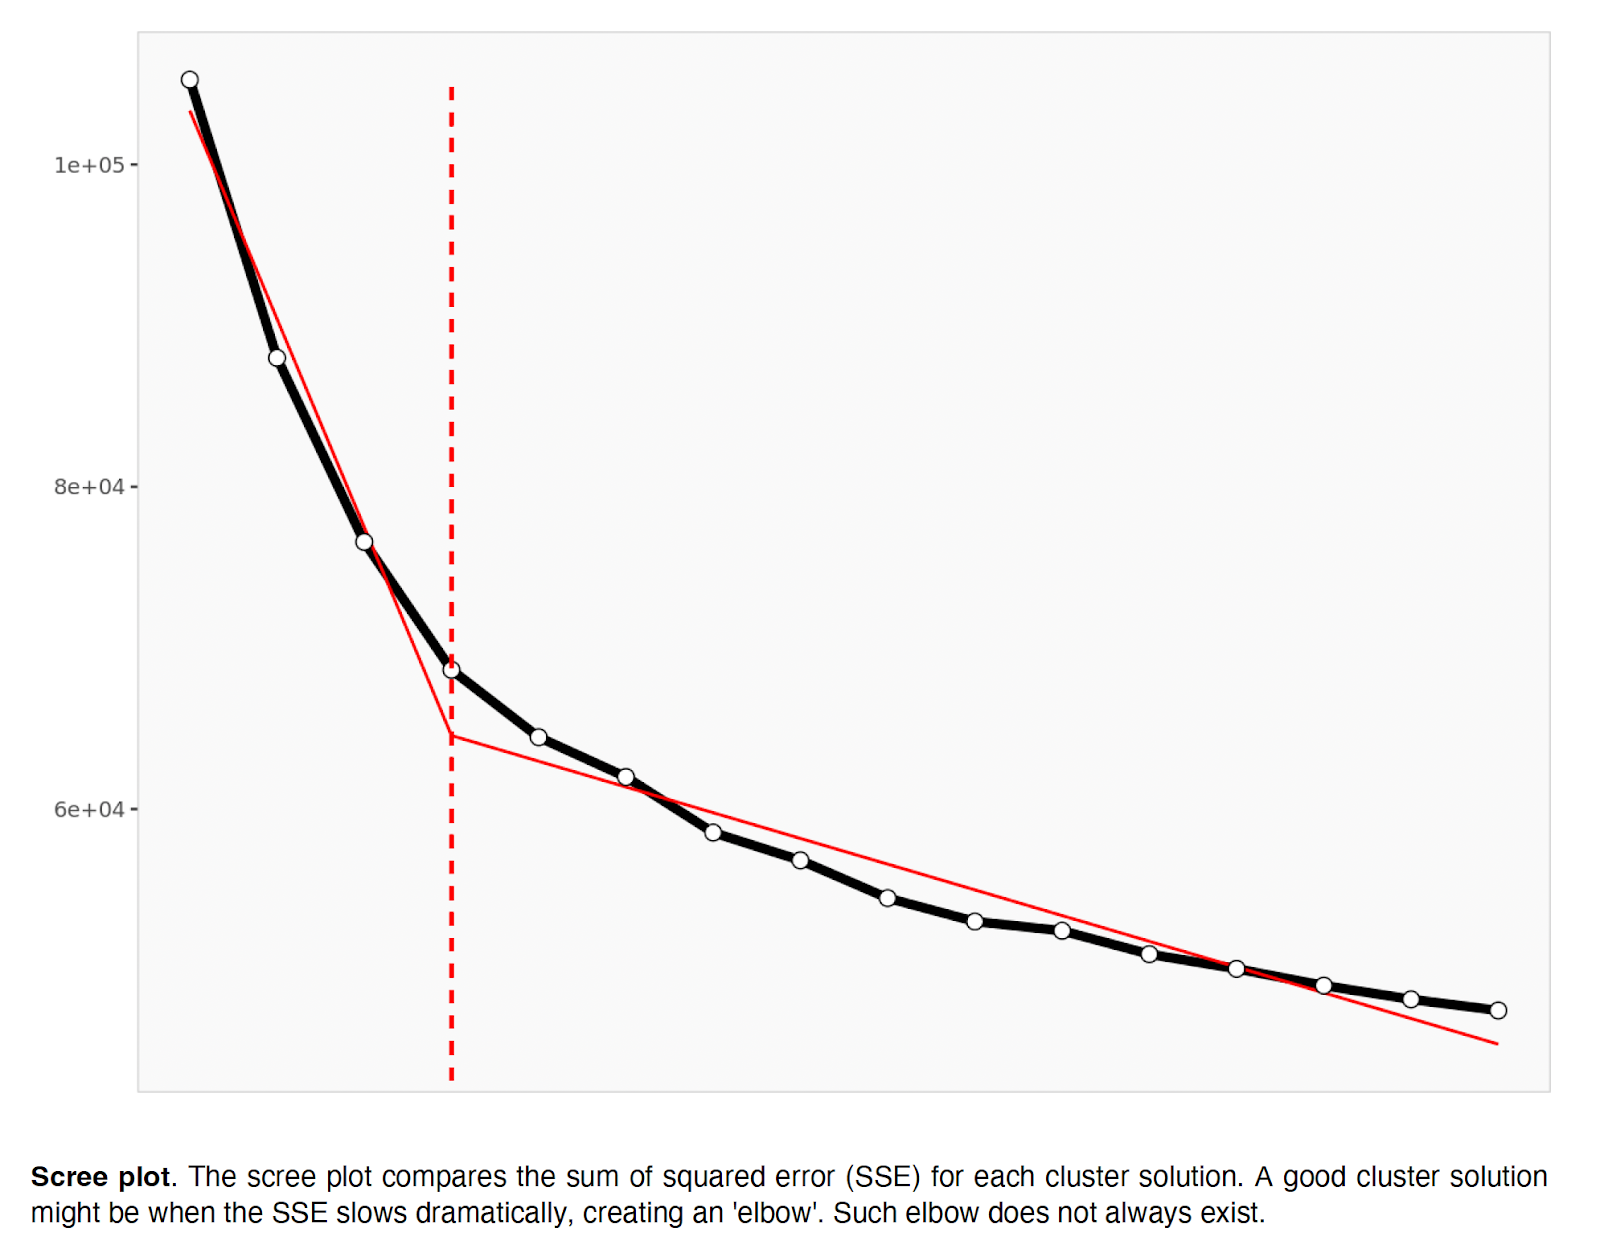 1e+05
8e+04
6e+04
Scree plot. The scree plot compares the sum of squared error (SSE) for each cluster solution. A good cluster solution
might be when the SSE slows dramatically, creating an 'elbow'. Such elbow does not always exist.